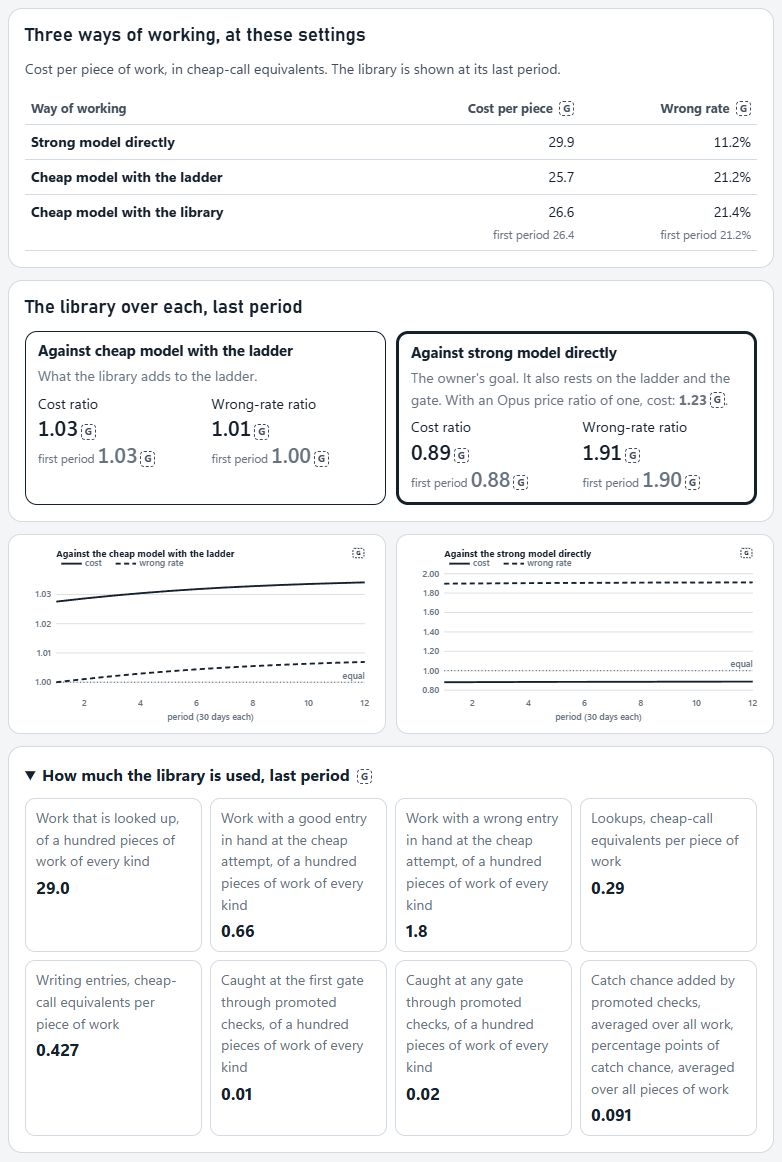 Three ways of working, at these settings
Cost per piece of work, in cheap-call equivalents. The library is shown at its last period.
Way of working Cost per piece G Wrong rate G
Strong model directly 29.9 11.2%
Cheap model with the ladder 25.7 21.2%
Cheap model with the library 26.6 21.4%
first period 26.4 first period 21.2%
The library over each, last period
Against cheap model with the ladder
What the library adds to the ladder.
Cost ratio Wrong-rate ratio
1.03 G 1.01 G
first period 1.03 G first period 1.00 G
Against strong model directly
The owner's goal. It also rests on the ladder and the
gate. With an Opus price ratio of one, cost: 1.23 G.
Cost ratio Wrong-rate ratio
0.89 G 1.91 G
first period 0.88 G first period 1.90 G
Against the cheap model with the ladder G
cost wrong rate
1.03
1.02
1.01
1.00
equal
2 4 6 8 10 12
period (30 days each)
Against the strong model directly G
cost wrong rate
2.00
1.80
1.60
1.40
1.20
1.00
0.80
equal
2 4 6 8 10 12
period (30 days each)
▼ How much the library is used, last period G
Work that is looked up,
of a hundred pieces of
work of every kind
29.0
Work with a good entry
in hand at the cheap
attempt, of a hundred
pieces of work of every
kind
0.66
Work with a wrong entry
in hand at the cheap
attempt, of a hundred
pieces of work of every
kind
1.8
Lookups, cheap-call
equivalents per piece of
work
0.29
Writing entries, cheap-
call equivalents per
piece of work
0.427
Caught at the first gate
through promoted
checks, of a hundred
pieces of work of every
kind
0.01
Caught at any gate
through promoted
checks, of a hundred
pieces of work of every
kind
0.02
Catch chance added by
promoted checks,
averaged over all work,
percentage points of
catch chance, averaged
over all pieces of work
0.091